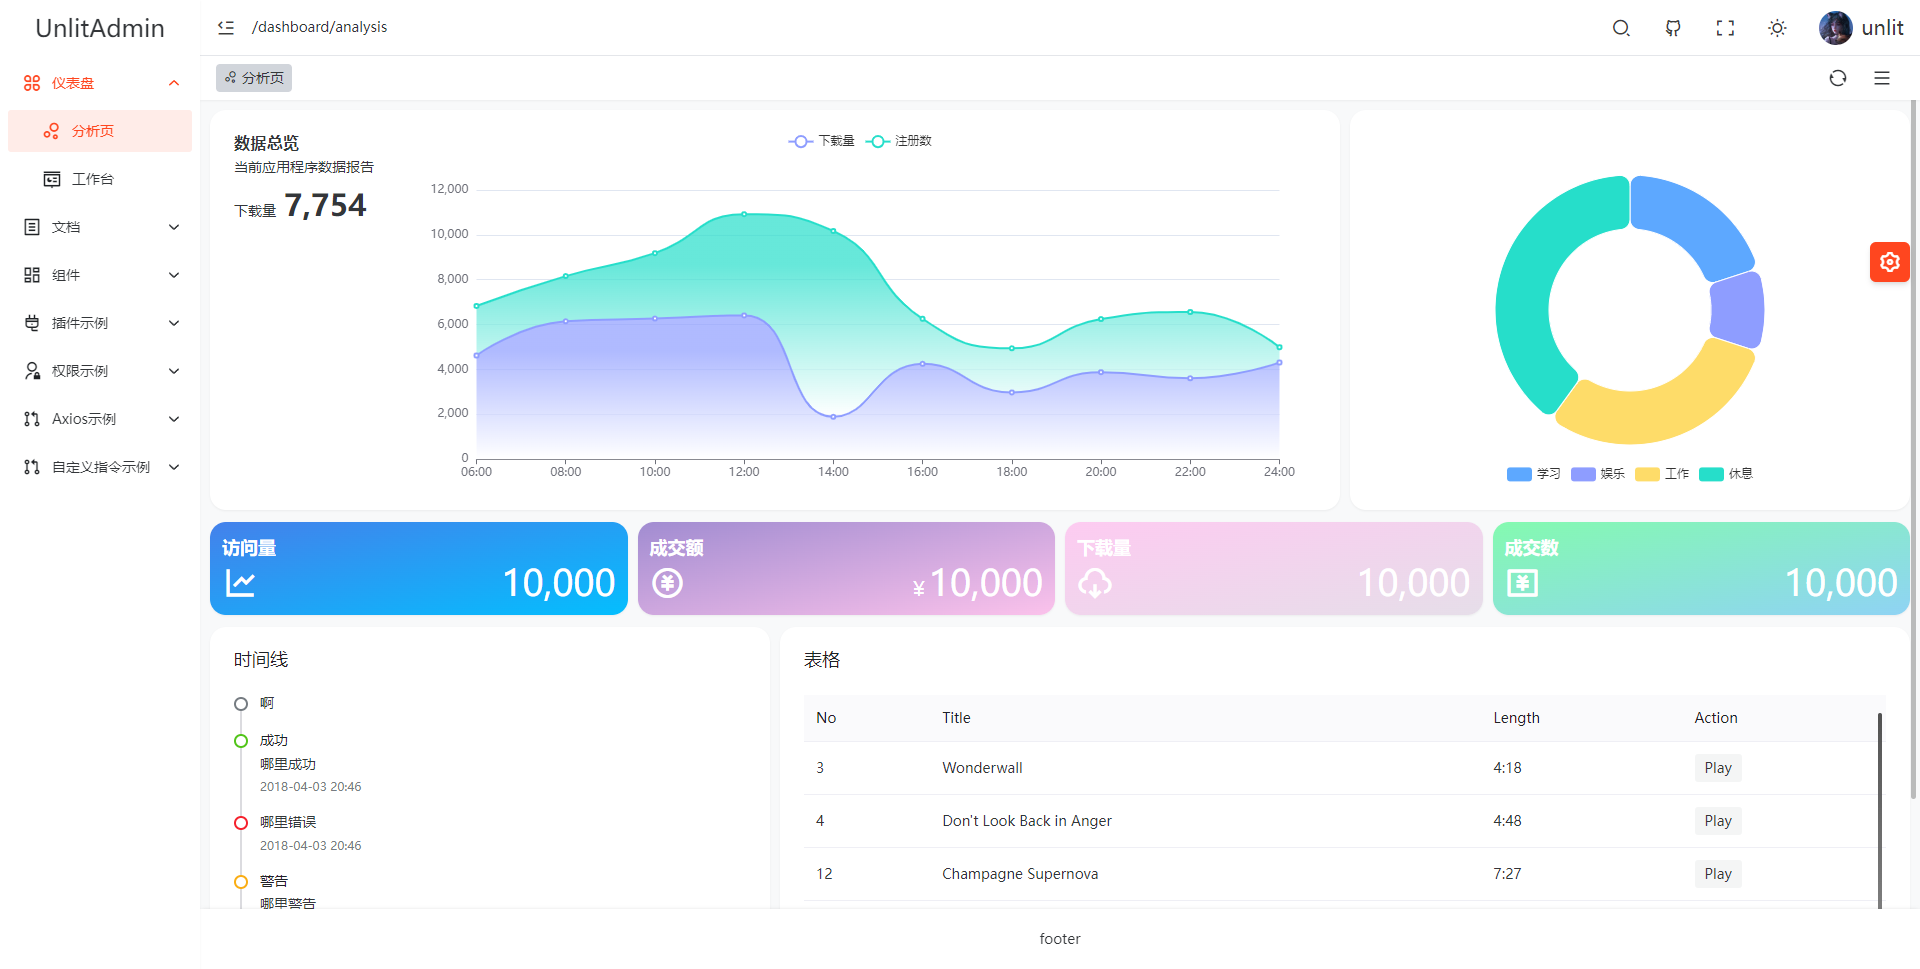 UnlitAdmin
/dashboard/analysis
unlit
仪表盘
分析页
工作台
文档
组件
插件示例
权限示例
Axios示例
自定义指令示例
分析页
数据总览
当前应用程序数据报告
下载量 7,754
下载量 注册数
12,000
10,000
8,000
6,000
4,000
2,000
0
06:00 08:00 10:00 12:00 14:00 16:00 18:00 20:00 22:00 24:00
学习 娱乐 工作 休息
访问量
10,000
成交额
¥ 10,000
下载量
10,000
成交数
10,000
时间线
啊
成功
哪里成功
2018-04-03 20:46
哪里错误
2018-04-03 20:46
警告
哪里警告
表格
No Title Length Action
3 Wonderwall 4:18 Play
4 Don't Look Back in Anger 4:48 Play
12 Champagne Supernova 7:27 Play
footer